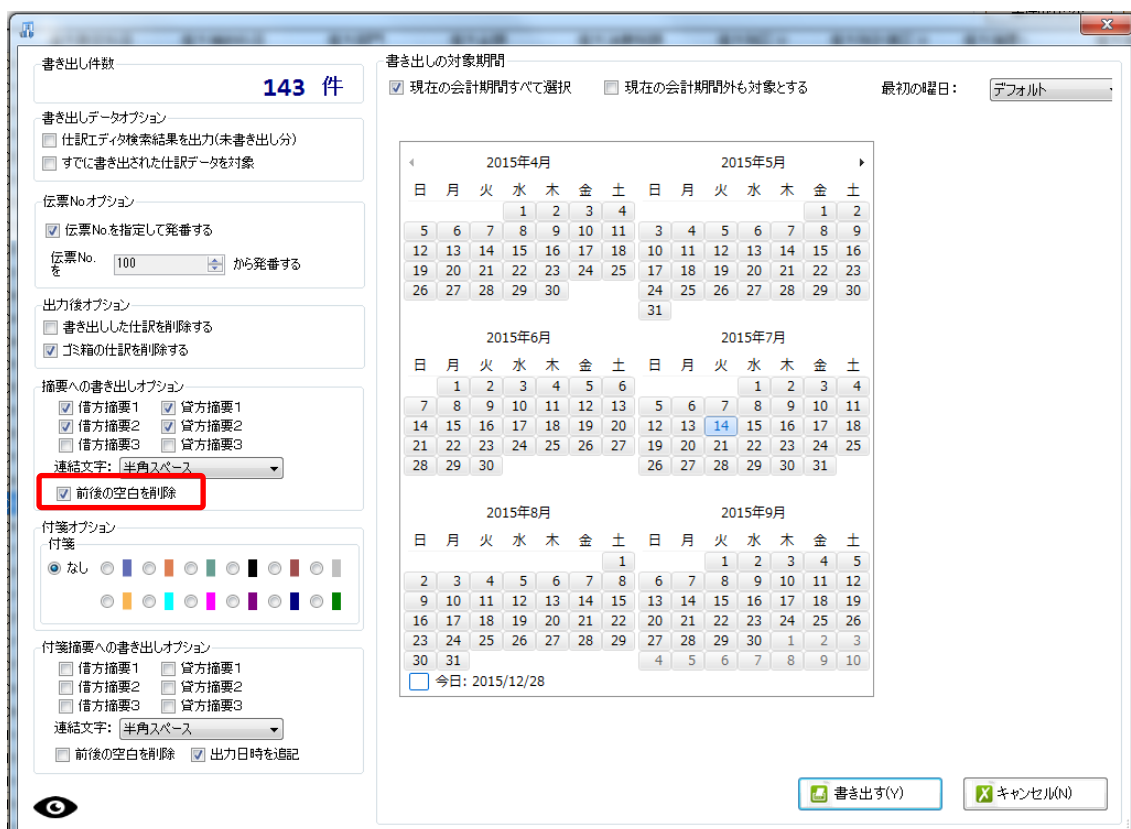 書き出し件数
143 件
書き出しデータオプション
仕訳エディタ検索結果を出力(未書き出し分)
すでに書き出された仕訳データを対象
伝票Noオプション
伝票No.を指定して発番する
伝票No.を 100 から発番する
出力後オプション
書き出しした仕訳を削除する
ゴミ箱の仕訳を削除する
摘要への書き出しオプション
借方摘要1 貸方摘要1
借方摘要2 貸方摘要2
借方摘要3 貸方摘要3
連結文字: 半角スペース
前後の空白を削除
付箋オプション
付箋
なし
付箋摘要への書き出しオプション
借方摘要1 貸方摘要1
借方摘要2 貸方摘要2
借方摘要3 貸方摘要3
連結文字: 半角スペース
前後の空白を削除 出力日時を追記
書き出しの対象期間
現在の会計期間すべて選択 現在の会計期間外も対象とする 最初の曜日: デフォルト
2015年4月 2015年5月
日 月 火 水 木 金 土 日 月 火 水 木 金 土
1 2 3 4 1 2
5 6 7 8 9 10 11 3 4 5 6 7 8 9
12 13 14 15 16 17 18 10 11 12 13 14 15 16
19 20 21 22 23 24 25 17 18 19 20 21 22 23
26 27 28 29 30 24 25 26 27 28 29 30
31
2015年6月 2015年7月
日 月 火 水 木 金 土 日 月 火 水 木 金 土
1 2 3 4 5 6 1 2 3 4
7 8 9 10 11 12 13 5 6 7 8 9 10 11
14 15 16 17 18 19 20 12 13 14 15 16 17 18
21 22 23 24 25 26 27 19 20 21 22 23 24 25
28 29 30 26 27 28 29 30 31
2015年8月 2015年9月
日 月 火 水 木 金 土 日 月 火 水 木 金 土
1 1 2 3 4 5
2 3 4 5 6 7 8 6 7 8 9 10 11 12
9 10 11 12 13 14 15 13 14 15 16 17 18 19
16 17 18 19 20 21 22 20 21 22 23 24 25 26
23 24 25 26 27 28 29 27 28 29 30 1 2 3
30 31 4 5 6 7 8 9 10
今日: 2015/12/28
書き出す(Y) キャンセル(N)